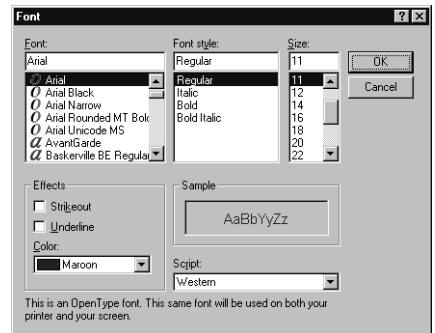 Font
Font: Font style: Size:
Arial Regular 11
Arial Regular 11
Arial Black Italic 12
Arial Narrow Bold 14
Arial Rounded MT Bold Bold Italic 16
Arial Unicode MS 18
AvantGarde 20
Baskerville BE Regular 22
OK
Cancel
Effects
Strikeout
Underline
Color:
Maroon
Sample
AaBbYyZz
Script:
Western
This is an OpenType font. This same font will be used on both your
printer and your screen.